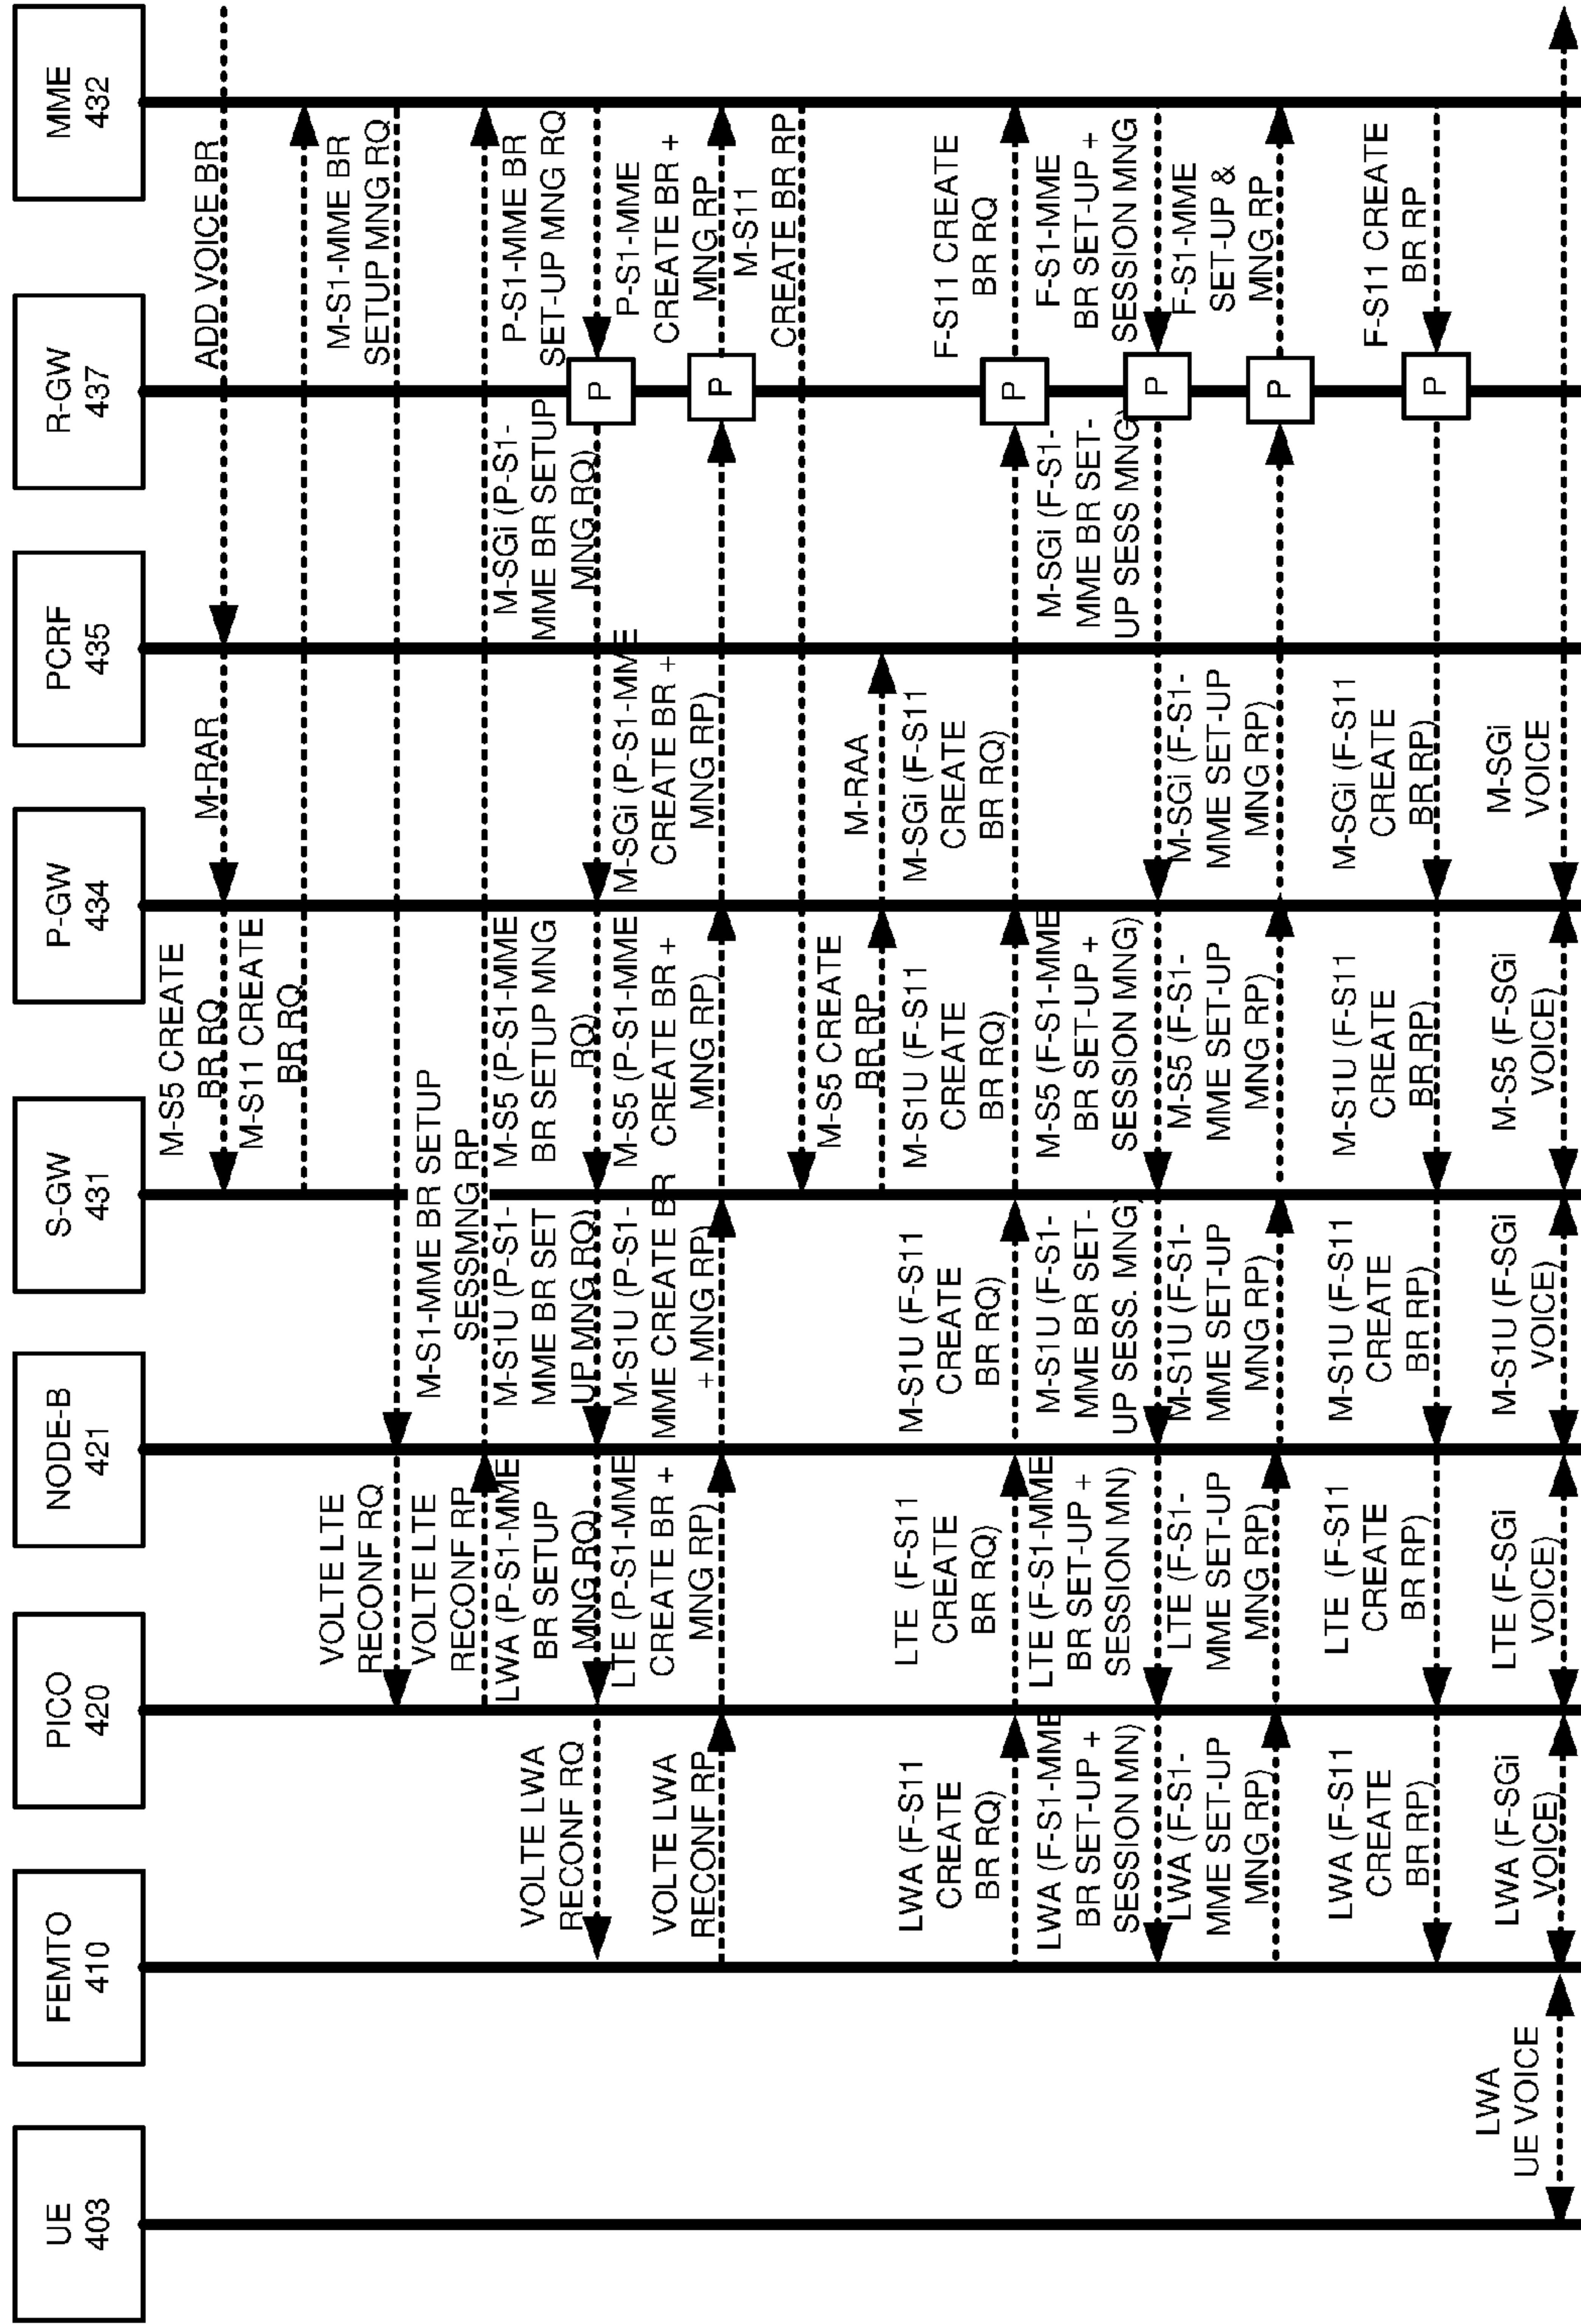 UE
403
FEMTO
410
PICO
420
NODE-B
421
S-GW
431
P-GW
434
PCRF
435
R-GW
437
MME
432
M-S5 CREATE
BR RQ
M-RAR
ADD VOICE BR
M-S11 CREATE
BR RQ
VOLTE LTE
RECONF RQ
M-S1-MME BR
SETUP MNG RQ
VOLTE LTE
RECONF RP
M-S1-MME BR SETUP
SESSMNG RP
VOLTE LWA
RECONF RQ
LWA (P-S1-MME
BR SETUP
MNG RQ)
M-S1U (P-S1-
MME BR SET
UP MNG RQ)
M-S5 (P-S1-MME
BR SETUP MNG
RQ)
M-SGi (P-S1-
MME BR SETUP
MNG RQ)
P-S1-MME BR
SET-UP MNG RQ
P
VOLTE LWA
RECONF RP
LTE (P-S1-MME
CREATE BR +
MNG RP)
M-S1U (P-S1-
MME CREATE BR
+ MNG RP)
M-S5 (P-S1-MME
CREATE BR +
MNG RP)
M-SGi (P-S1-MME
CREATE BR +
MNG RP)
P
P-S1-MME
CREATE BR +
MNG RP
M-S11
CREATE BR RP
M-S5 CREATE
BR RP
M-RAA
LWA (F-S11
CREATE
BR RQ)
LTE (F-S11
CREATE
BR RQ)
M-S1U (F-S11
CREATE
BR RQ)
M-S1U (F-S11
CREATE
BR RQ)
M-SGi (F-S11
CREATE
BR RQ)
P
F-S11 CREATE
BR RQ
LWA (F-S1-MME
BR SET-UP +
SESSION MN)
LTE (F-S1-MME
BR SET-UP +
SESSION MN)
M-S1U (F-S1-
MME BR SET-
UP SESS. MNG)
M-S5 (F-S1-MME
BR SET-UP +
SESSION MNG)
M-SGi (F-S1-
MME BR SET-
UP SESS MNG)
P
F-S1-MME
BR SET-UP +
SESSION MNG
LWA (F-S1-
MME SET-UP
MNG RP)
LTE (F-S1-
MME SET-UP
MNG RP)
M-S1U (F-S1-
MME SET-UP
MNG RP)
M-S5 (F-S1-
MME SET-UP
MNG RP)
M-SGi (F-S1-
MME SET-UP
MNG RP)
P
F-S1-MME
SET-UP &
MNG RP
LWA (F-S11
CREATE
BR RP)
LTE (F-S11
CREATE
BR RP)
M-S1U (F-S11
CREATE
BR RP)
M-S1U (F-S11
CREATE
BR RP)
M-SGi (F-S11
CREATE
BR RP)
P
F-S11 CREATE
BR RP
LWA
UE VOICE
LWA (F-SGi
VOICE)
LTE (F-SGi
VOICE)
M-S1U (F-SGi
VOICE)
M-S5 (F-SGi
VOICE)
M-SGi
VOICE